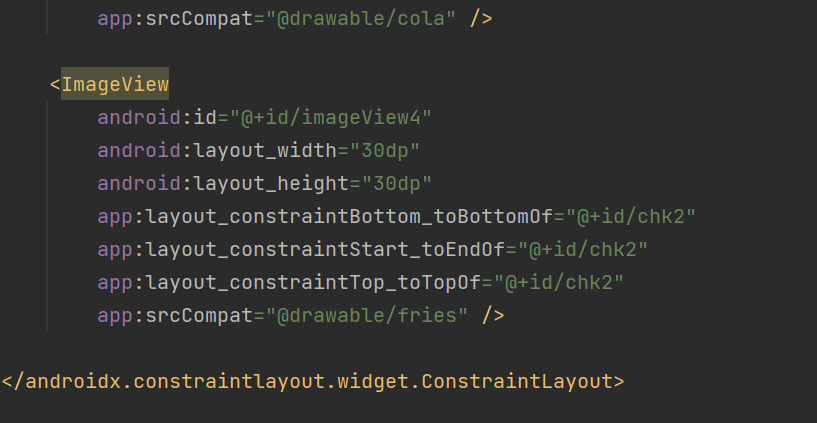 app:srcCompat="@drawable/cola" />
<ImageView
android:id="@+id/imageView4"
android:layout_width="30dp"
android:layout_height="30dp"
app:layout_constraintBottom_toBottomOf="@+id/chk2"
app:layout_constraintStart_toEndOf="@+id/chk2"
app:layout_constraintTop_toTopOf="@+id/chk2"
app:srcCompat="@drawable/fries" />
</androidx.constraintlayout.widget.ConstraintLayout>